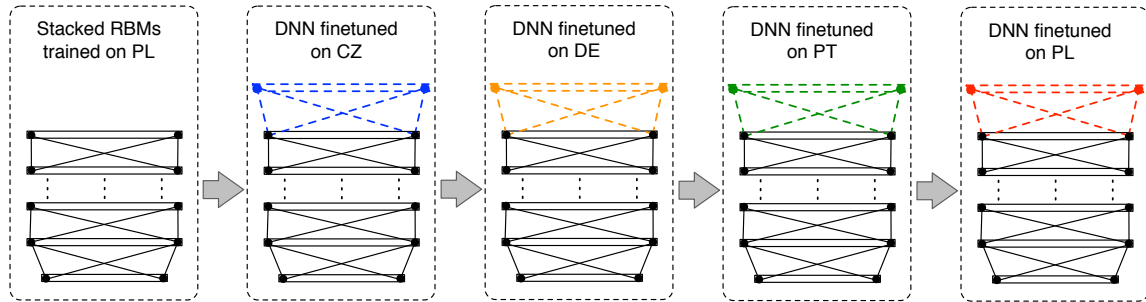 Stacked RBMs
trained on PL
DNN finetuned
on CZ
DNN finetuned
on DE
DNN finetuned
on PT
DNN finetuned
on PL